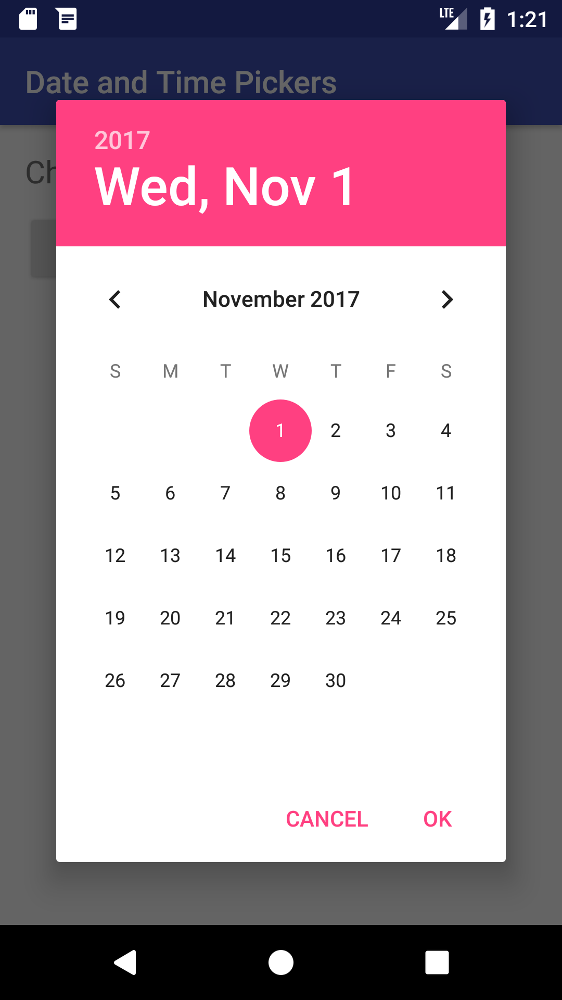 LTE 1:21
Date and Time Pickers
2017
Wed, Nov 1
Ch
November 2017
S M T W T F S
1 2 3 4
5 6 7 8 9 10 11
12 13 14 15 16 17 18
19 20 21 22 23 24 25
26 27 28 29 30
CANCEL OK